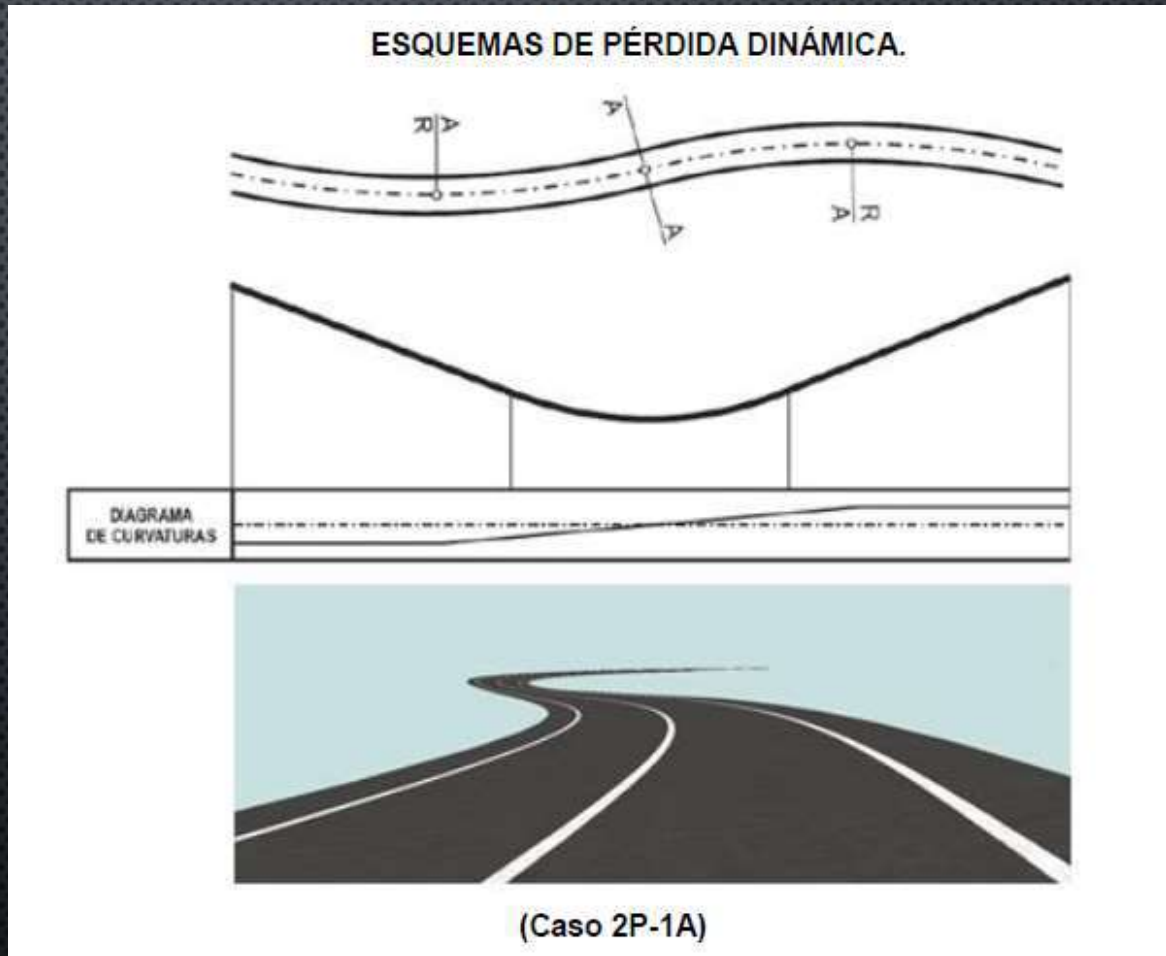 ESQUEMAS DE PÉRDIDA DINÁMICA.
A
R
A
A
R
A
DIAGRAMA
DE CURVATURAS
(Caso 2P-1A)